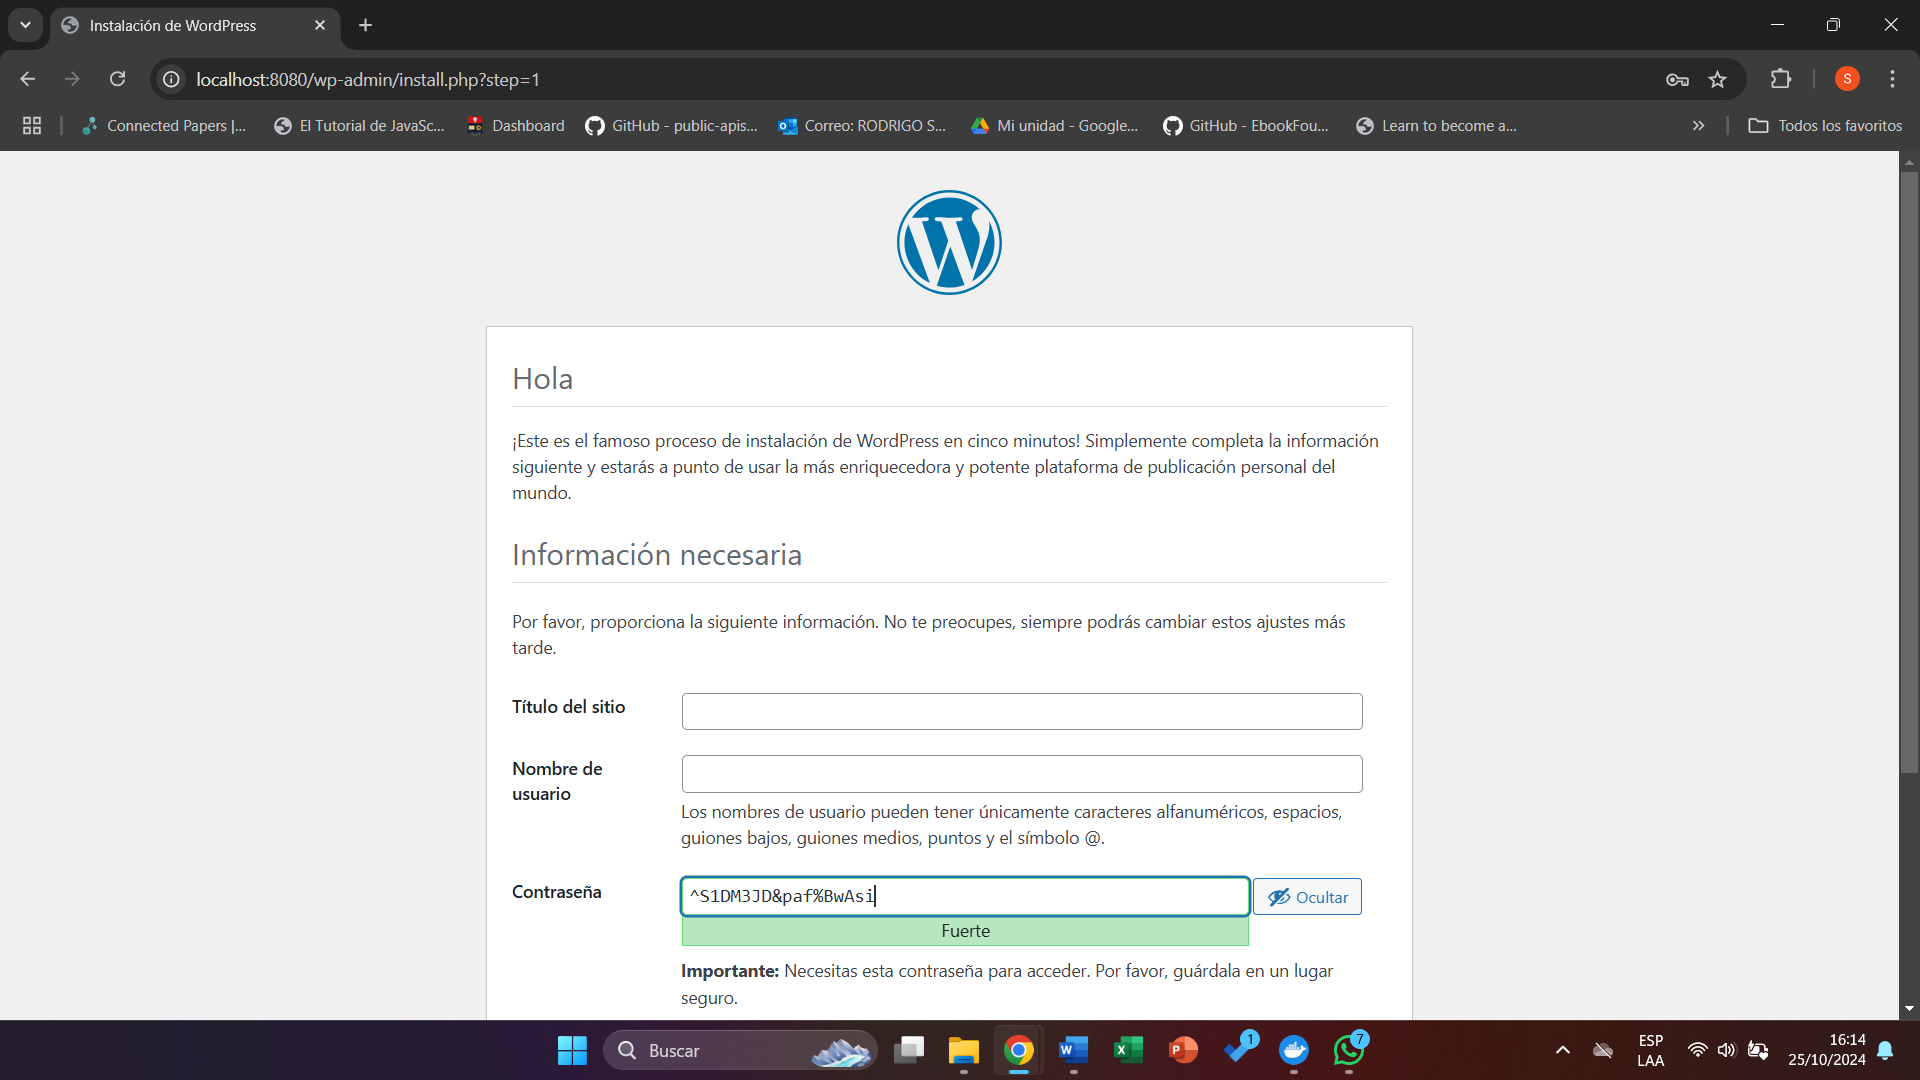 Instalación de WordPress
localhost:8080/wp-admin/install.php?step=1
S
Connected Papers |...
El Tutorial de JavaSc...
Dashboard
GitHub - public-apis...
Correo: RODRIGO S...
Mi unidad - Google...
GitHub - EbookFou...
Learn to become a...
»
Todos los favoritos
Hola
¡Este es el famoso proceso de instalación de WordPress en cinco minutos! Simplemente completa la información
siguiente y estarás a punto de usar la más enriquecedora y potente plataforma de publicación personal del
mundo.
Información necesaria
Por favor, proporciona la siguiente información. No te preocupes, siempre podrás cambiar estos ajustes más
tarde.
Título del sitio
Nombre de
usuario
Los nombres de usuario pueden tener únicamente caracteres alfanuméricos, espacios,
guiones bajos, guiones medios, puntos y el símbolo @.
Contraseña
^S1DM3JD&paf%BwAsi
Ocultar
Fuerte
Importante: Necesitas esta contraseña para acceder. Por favor, guárdala en un lugar
seguro.
Buscar
1
7
ESP
LAA
16:14
25/10/2024